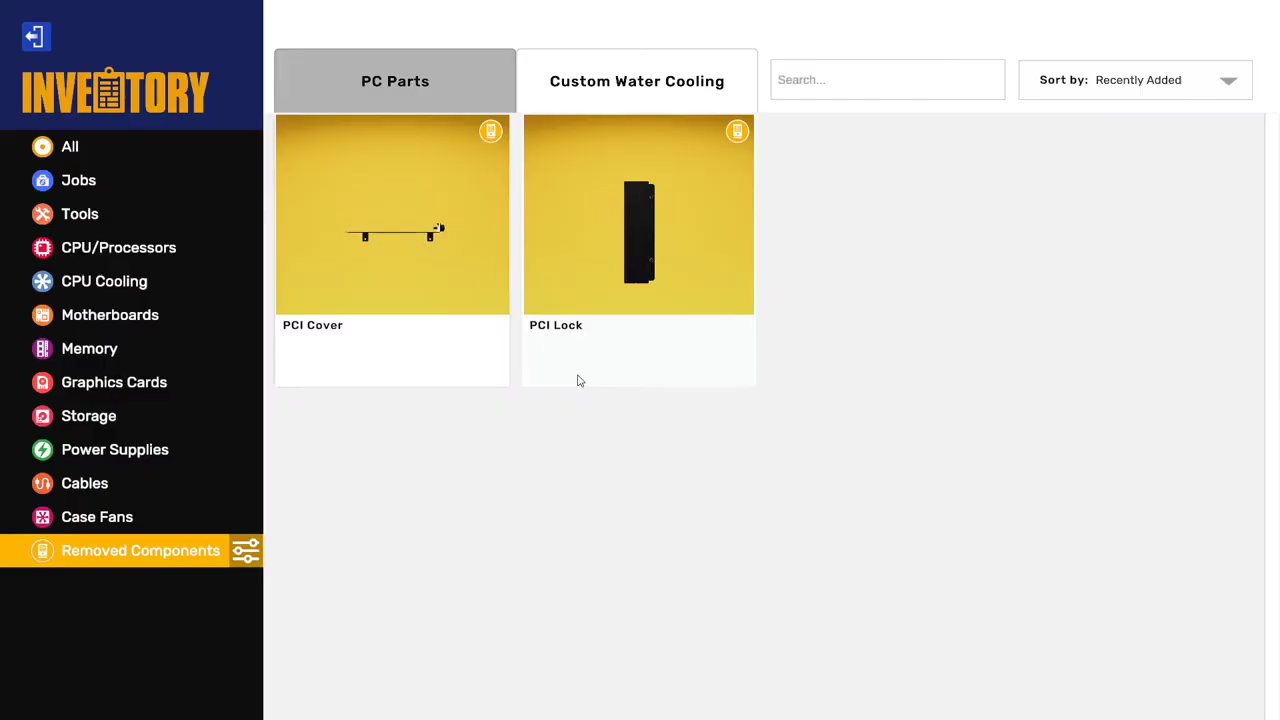 INVENTORY
All
Jobs
Tools
CPU/Processors
CPU Cooling
Motherboards
Memory
Graphics Cards
Storage
Power Supplies
Cables
Case Fans
Removed Components
PC Parts
Custom Water Cooling
Search...
Sort by: Recently Added
PCI Cover
PCI Lock